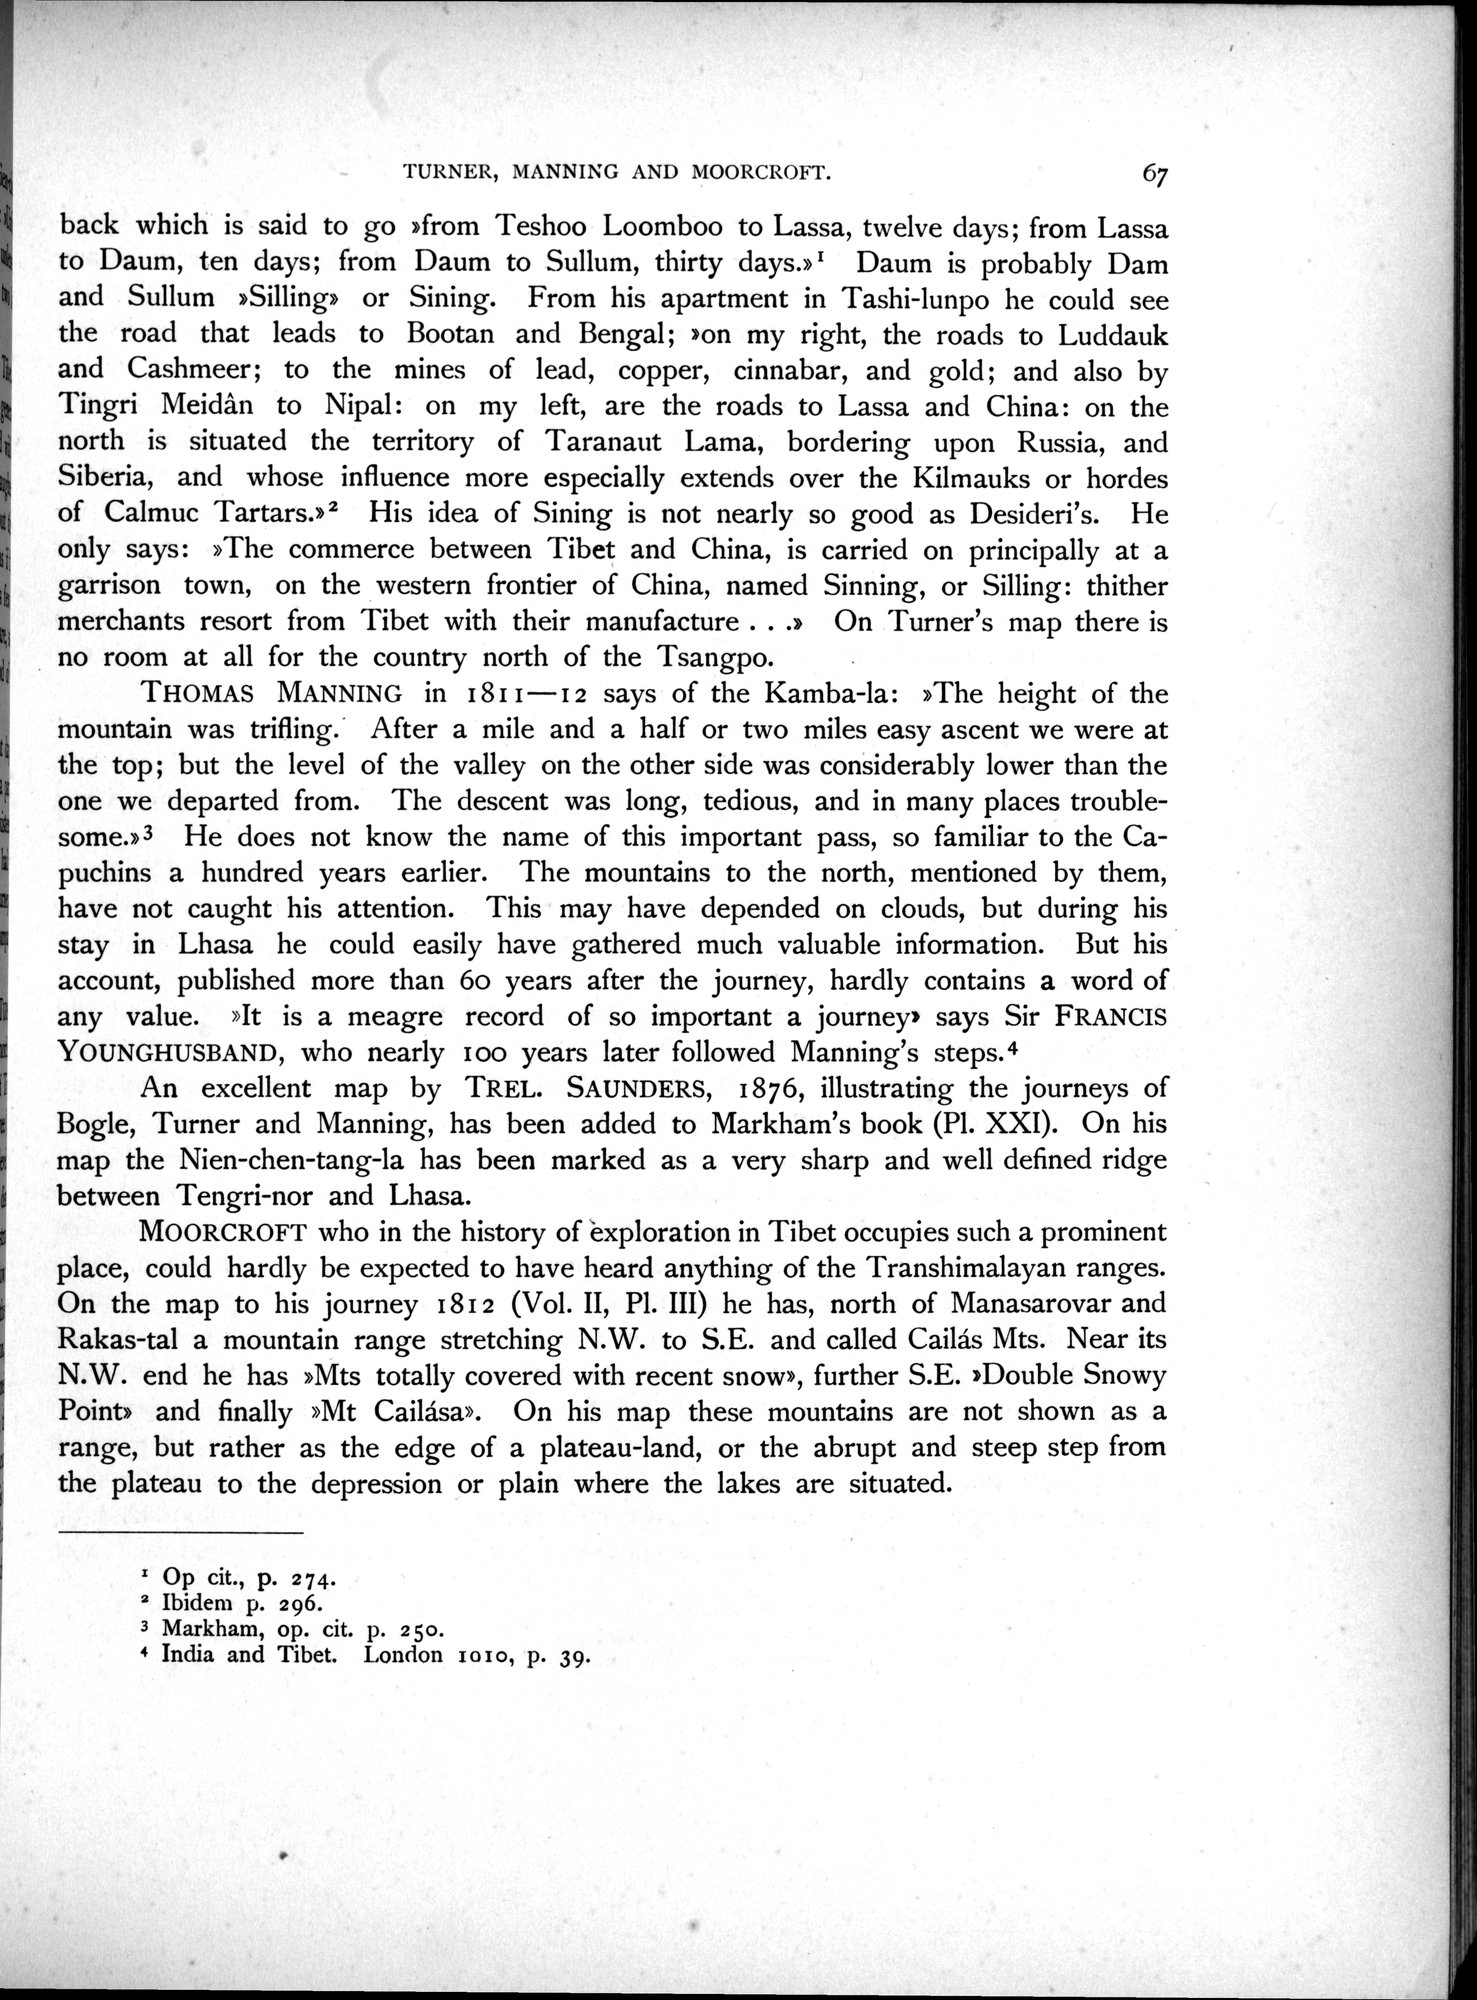 TURNER, MANNING AND MOORCROFT. 67
back which is said to go »from Teshoo Loomboo to Lassa, twelve days; from Lassa
to Daum, ten days; from Daum to Sullum, thirty days.»¹ Daum is probably Dam
and Sullum »Silling» or Sining. From his apartment in Tashi-lunpo he could see
the road that leads to Bootan and Bengal; »on my right, the roads to Luddauk
and Cashmeer; to the mines of lead, copper, cinnabar, and gold; and also by
Tingri Meidân to Nipal: on my left, are the roads to Lassa and China: on the
north is situated the territory of Taranaut Lama, bordering upon Russia, and
Siberia, and whose influence more especially extends over the Kilmauks or hordes
of Calmuc Tartars.»² His idea of Sining is not nearly so good as Desideri's. He
only says: »The commerce between Tibet and China, is carried on principally at a
garrison town, on the western frontier of China, named Sinning, or Silling: thither
merchants resort from Tibet with their manufacture . . .» On Turner's map there is
no room at all for the country north of the Tsangpo.
THOMAS MANNING in 1811—12 says of the Kamba-la: »The height of the
mountain was trifling. After a mile and a half or two miles easy ascent we were at
the top; but the level of the valley on the other side was considerably lower than the
one we departed from. The descent was long, tedious, and in many places trouble-
some.»³ He does not know the name of this important pass, so familiar to the Ca-
puchins a hundred years earlier. The mountains to the north, mentioned by them,
have not caught his attention. This may have depended on clouds, but during his
stay in Lhasa he could easily have gathered much valuable information. But his
account, published more than 60 years after the journey, hardly contains a word of
any value. »It is a meagre record of so important a journey» says Sir FRANCIS
YOUNGHUSBAND, who nearly 100 years later followed Manning's steps.⁴
An excellent map by TREL. SAUNDERS, 1876, illustrating the journeys of
Bogle, Turner and Manning, has been added to Markham's book (Pl. XXI). On his
map the Nien-chen-tang-la has been marked as a very sharp and well defined ridge
between Tengri-nor and Lhasa.
MOORCROFT who in the history of exploration in Tibet occupies such a prominent
place, could hardly be expected to have heard anything of the Transhimalayan ranges.
On the map to his journey 1812 (Vol. II, Pl. III) he has, north of Manasarovar and
Rakas-tal a mountain range stretching N.W. to S.E. and called Cailás Mts. Near its
N.W. end he has »Mts totally covered with recent snow», further S.E. »Double Snowy
Point» and finally »Mt Cailása». On his map these mountains are not shown as a
range, but rather as the edge of a plateau-land, or the abrupt and steep step from
the plateau to the depression or plain where the lakes are situated.
¹ Op cit., p. 274.
² Ibidem p. 296.
³ Markham, op. cit. p. 250.
⁴ India and Tibet. London 1010, p. 39.